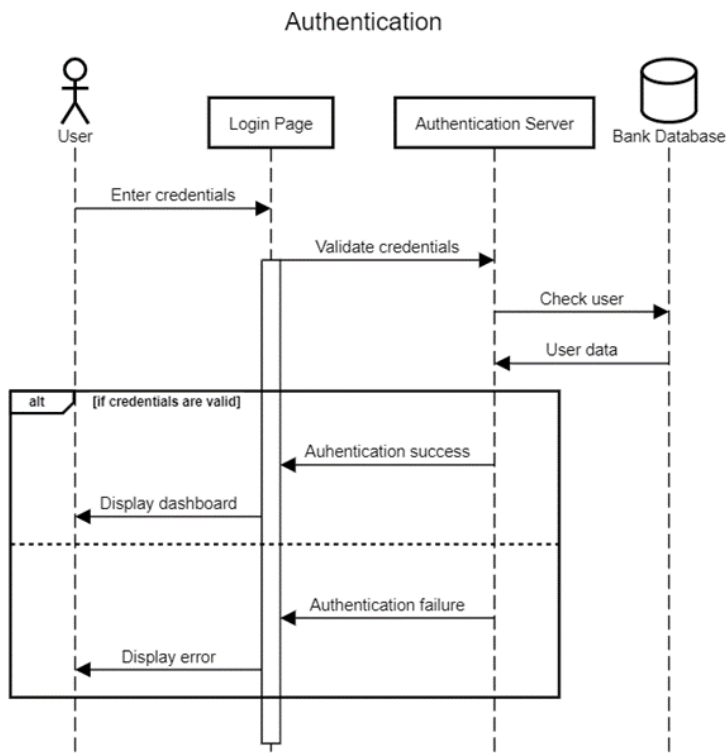 Authentication
User
Login Page
Authentication Server
Bank Database
Enter credentials
Validate credentials
Check user
User data
alt
[if credentials are valid]
Auhentication success
Display dashboard
Authentication failure
Display error